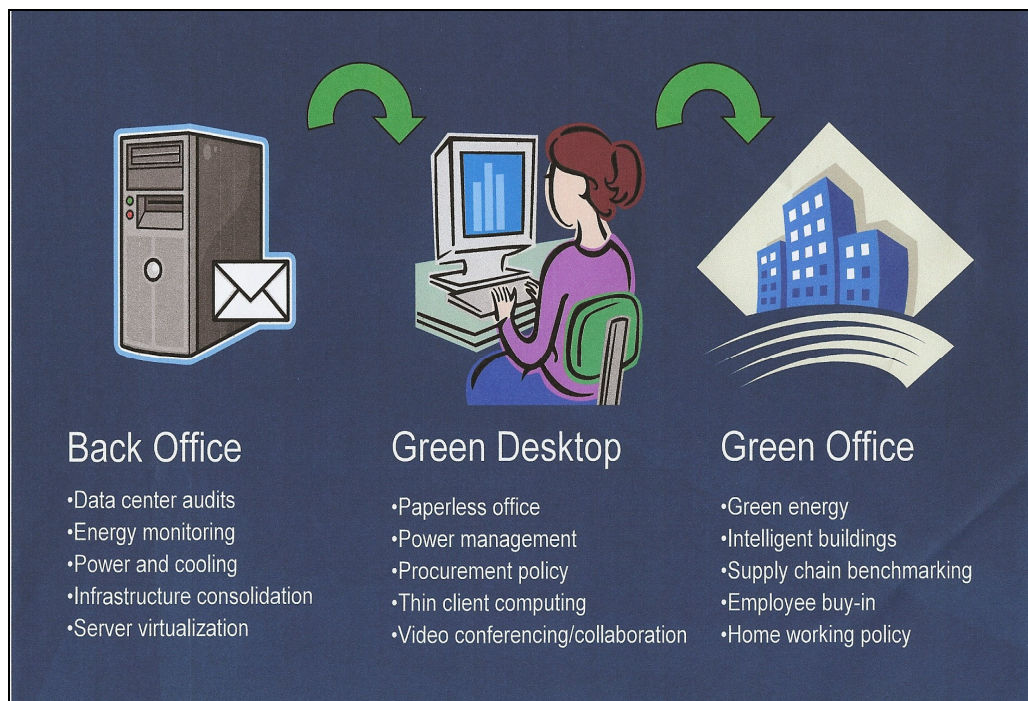 Back Office
•Data center audits
•Energy monitoring
•Power and cooling
•Infrastructure consolidation
•Server virtualization
Green Desktop
•Paperless office
•Power management
•Procurement policy
•Thin client computing
•Video conferencing/collaboration
Green Office
•Green energy
•Intelligent buildings
•Supply chain benchmarking
•Employee buy-in
•Home working policy